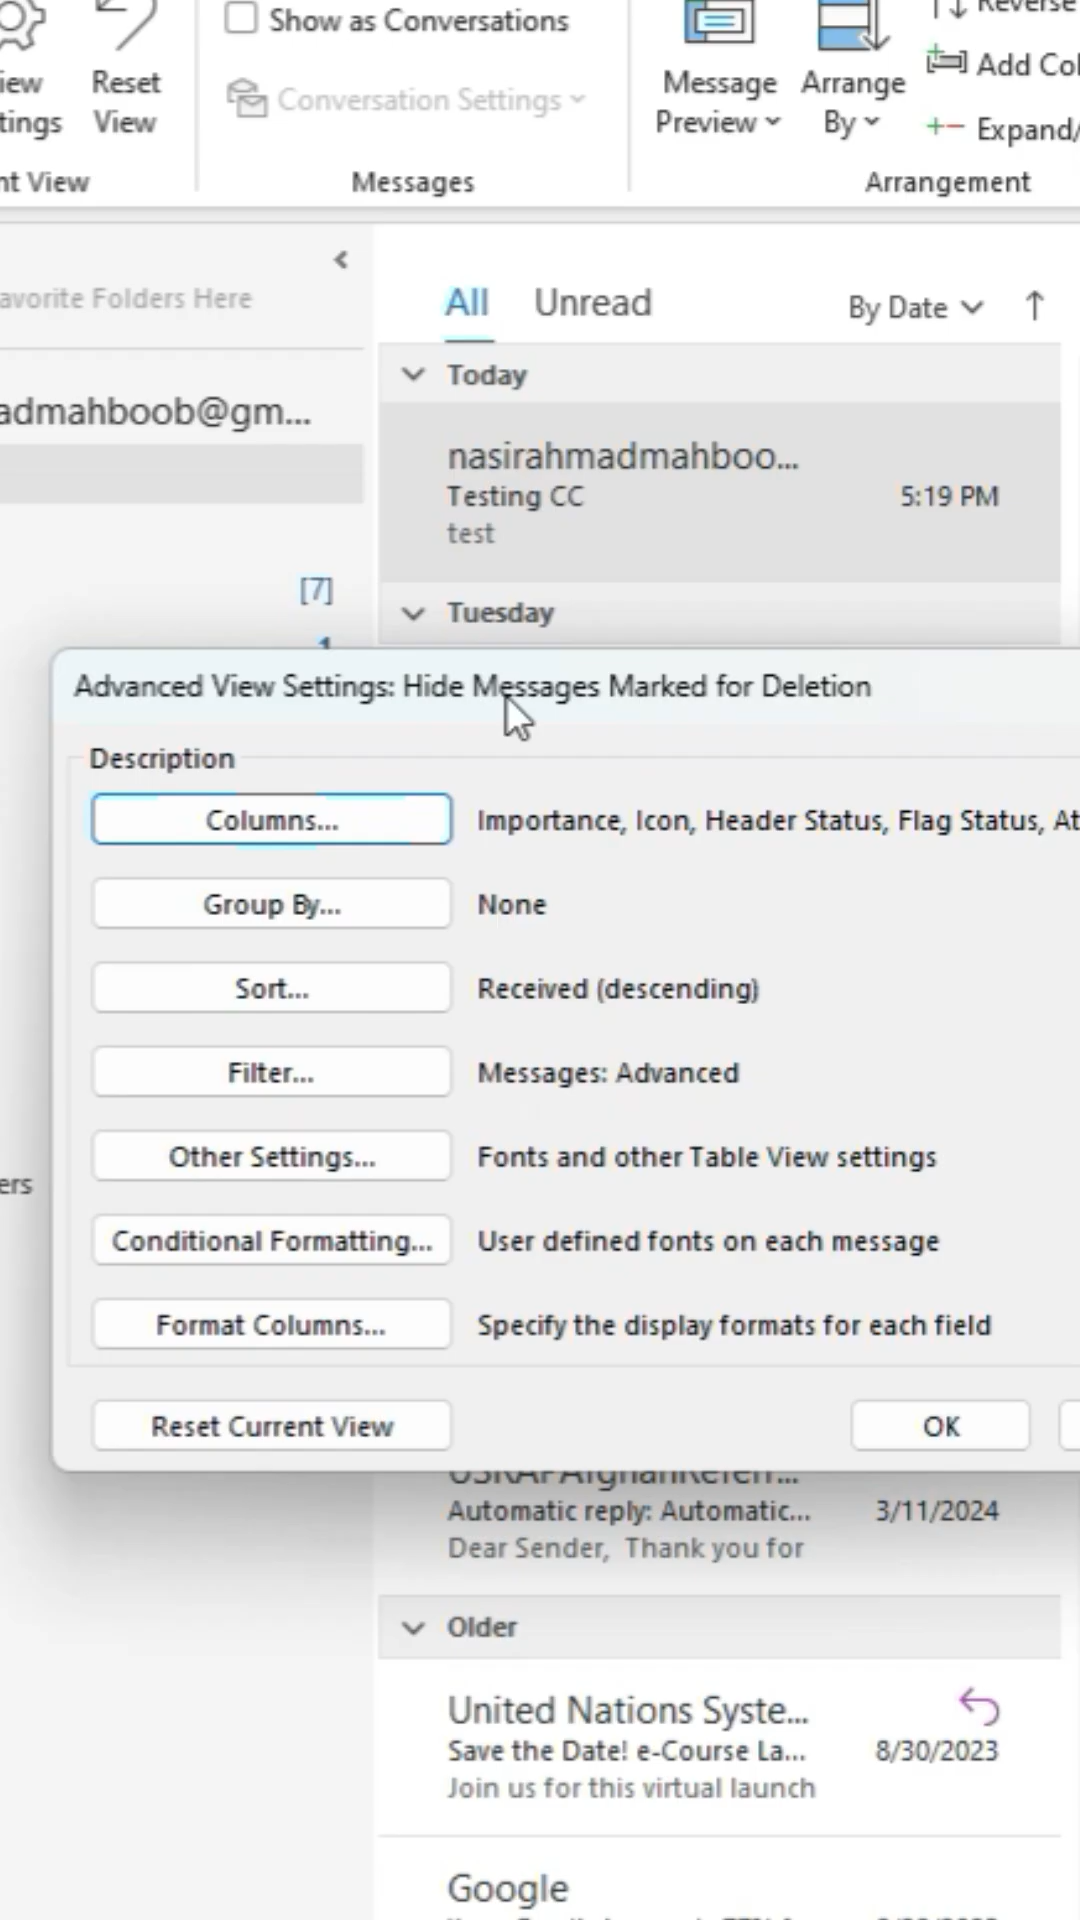 Show as Conversations
Reverse
iew
tings
Reset
View
Conversation Settings
Message
Preview
Arrange
By
Add Col
Expand/
nt View
Messages
Arrangement
avorite Folders Here
All
Unread
By Date
Today
admahboob@gm...
nasirahmadmahboo...
Testing CC
5:19 PM
test
[7]
Tuesday
1
Advanced View Settings: Hide Messages Marked for Deletion
Description
Columns...
Importance, Icon, Header Status, Flag Status, At
Group By...
None
Sort...
Received (descending)
Filter...
Messages: Advanced
Other Settings...
Fonts and other Table View settings
ers
Conditional Formatting...
User defined fonts on each message
Format Columns...
Specify the display formats for each field
Reset Current View
OK
Automatic reply: Automatic...
3/11/2024
Dear Sender, Thank you for
Older
United Nations Syste...
Save the Date! e-Course La...
8/30/2023
Join us for this virtual launch
Google